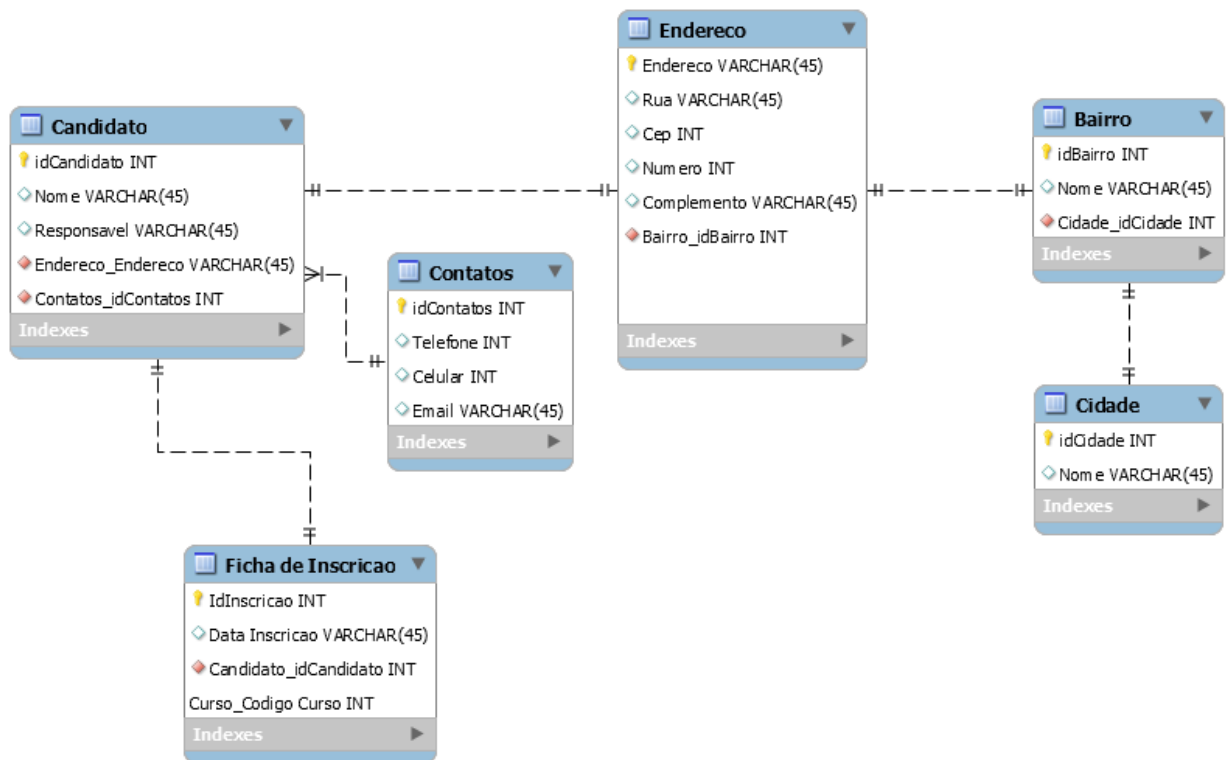 Endereco
Endereco VARCHAR(45)
Rua VARCHAR(45)
Cep INT
Numero INT
Complemento VARCHAR(45)
Bairro_idBairro INT
Indexes
Candidato
idCandidato INT
Nome VARCHAR(45)
Responsavel VARCHAR(45)
Endereco_Endereco VARCHAR(45)
Contatos_idContatos INT
Indexes
Bairro
idBairro INT
Nome VARCHAR(45)
Cidade_idCidade INT
Indexes
Contatos
idContatos INT
Telefone INT
Celular INT
Email VARCHAR(45)
Indexes
Cidade
idCidade INT
Nome VARCHAR(45)
Indexes
Ficha de Inscricao
IdInscricao INT
Data Inscricao VARCHAR(45)
Candidato_idCandidato INT
Curso_Codigo Curso INT
Indexes